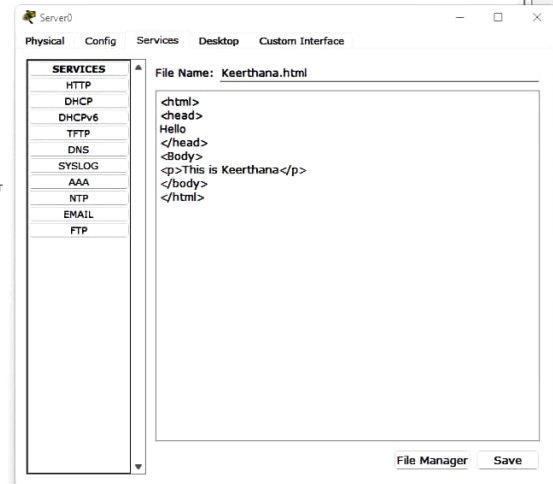 Server0
Physical Config Services Desktop Custom Interface
SERVICES
HTTP
DHCP
DHCPv6
TFTP
DNS
SYSLOG
AAA
NTP
EMAIL
FTP
File Name: Keerthana.html
<html>
<head>
Hello
</head>
<Body>
<p>This is Keerthana</p>
</body>
</html>
File Manager Save